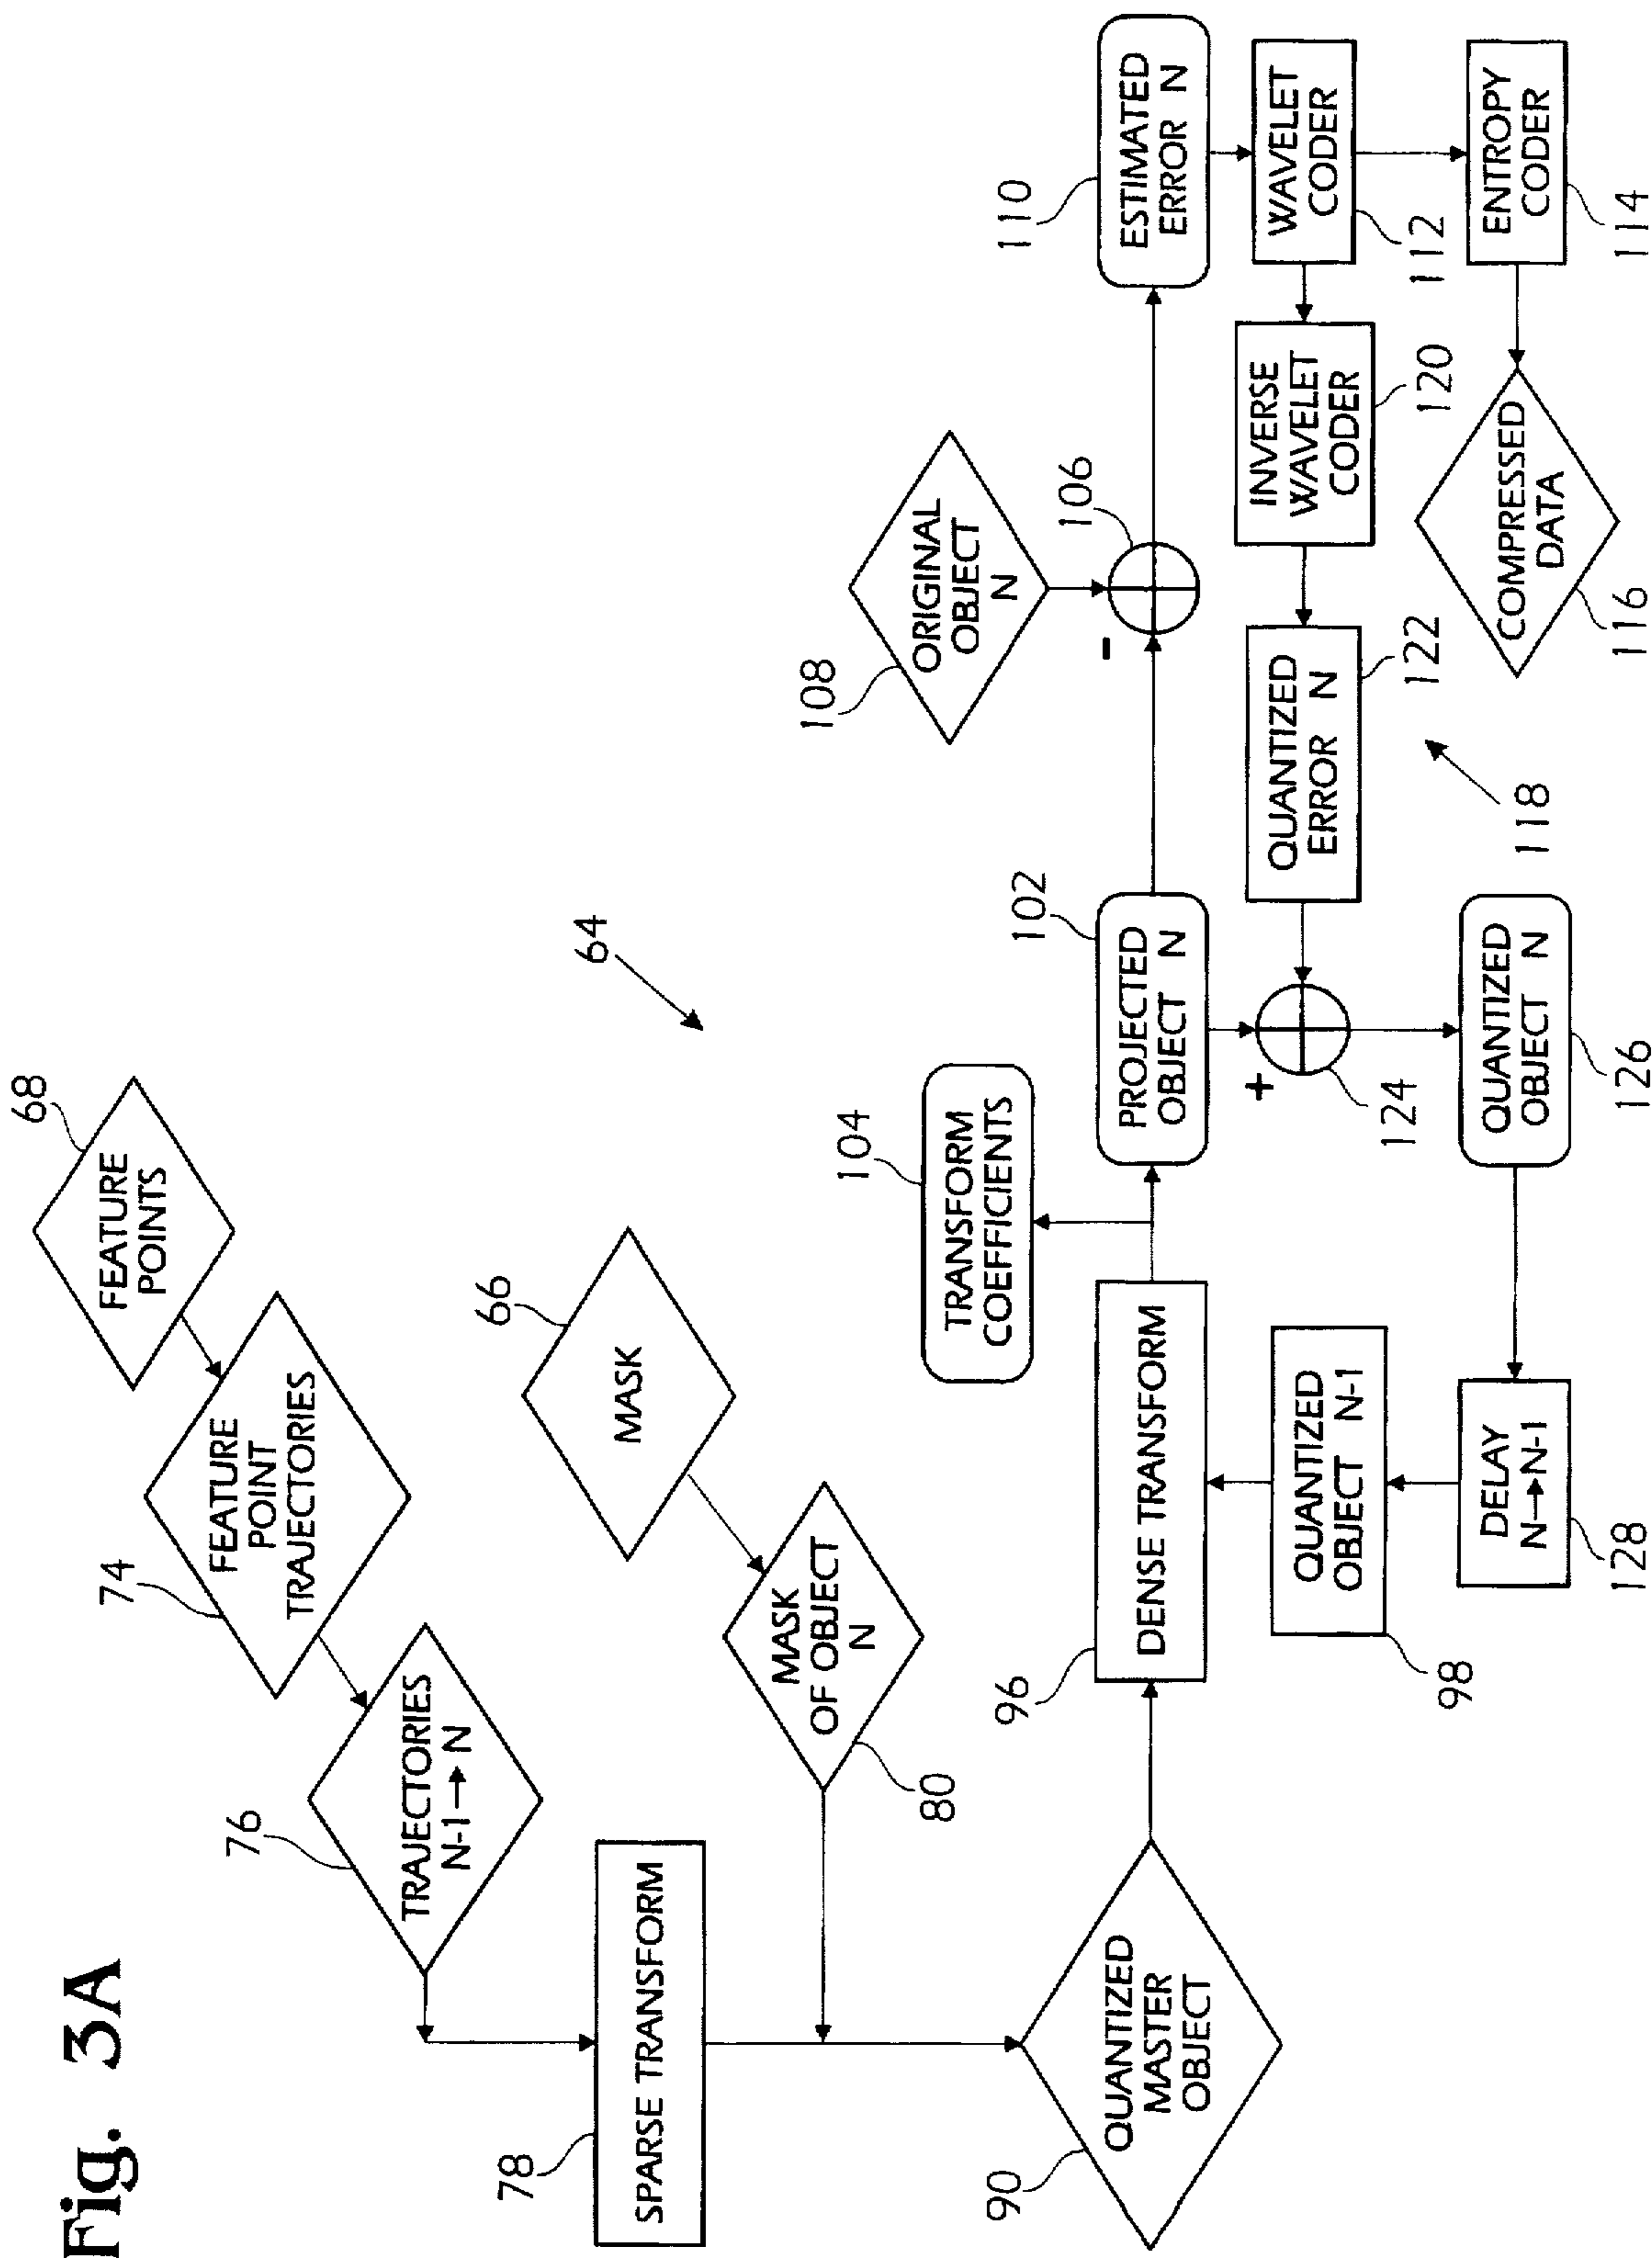 Fig. 3A
68
FEATURE
POINTS
74
FEATURE
POINT
TRAJECTORIES
76
TRAJECTORIES
N-1→N
66
MASK
78
SPARSE TRANSFORM
MASK
OF OBJECT
N
80
64
90
QUANTIZED
MASTER
OBJECT
96
DENSE TRANSFORM
104
TRANSFORM
COEFFICIENTS
102
PROJECTED
OBJECT N
108
ORIGINAL
OBJECT
N
-
106
110
ESTIMATED
ERROR N
QUANTIZED
OBJECT N-1
98
+
124
QUANTIZED
ERROR N
122
INVERSE
WAVELET
CODER
120
WAVELET
CODER
112
118
DELAY
N→N-1
128
QUANTIZED
OBJECT N
126
COMPRESSED
DATA
116
ENTROPY
CODER
114